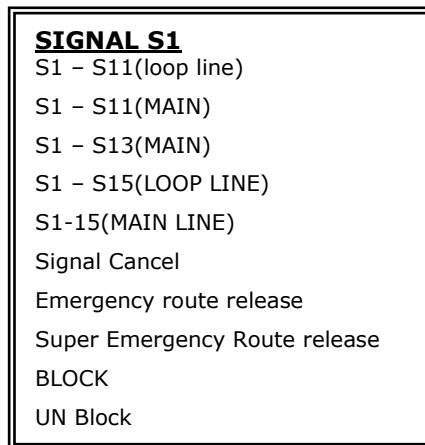 SIGNAL S1
S1 – S11(loop line)
S1 – S11(MAIN)
S1 – S13(MAIN)
S1 – S15(LOOP LINE)
S1-15(MAIN LINE)
Signal Cancel
Emergency route release
Super Emergency Route release
BLOCK
UN Block